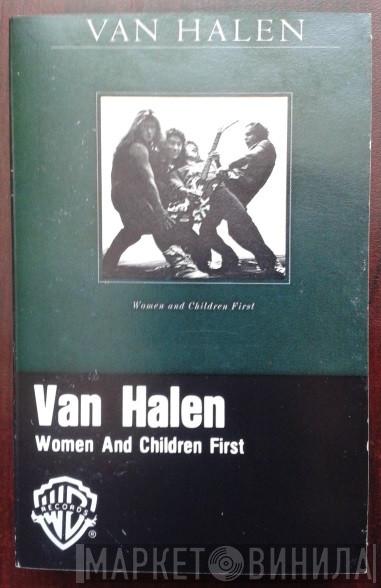 VAN HALEN
Women and Children First
Van Halen
Women And Children First
WB
RECORDS
®
МАРКЕТ ВИНИЛА